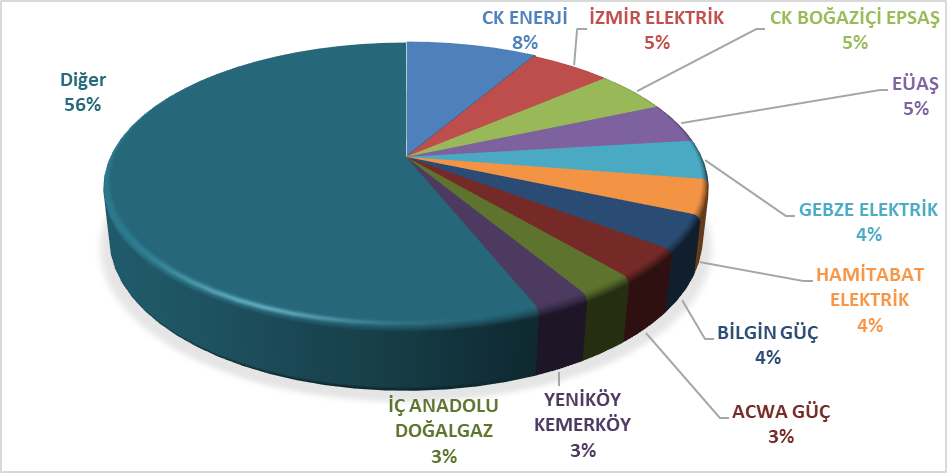 CK ENERJİ
8%
İZMİR ELEKTRİK
5%
CK BOĞAZİÇİ EPSAŞ
5%
EÜAŞ
5%
GEBZE ELEKTRİK
4%
HAMİTABAT
ELEKTRİK
4%
BİLGİN GÜÇ
4%
ACWA GÜÇ
3%
YENİKÖY
KEMERKÖY
3%
İÇ ANADOLU
DOĞALGAZ
3%
Diğer
56%